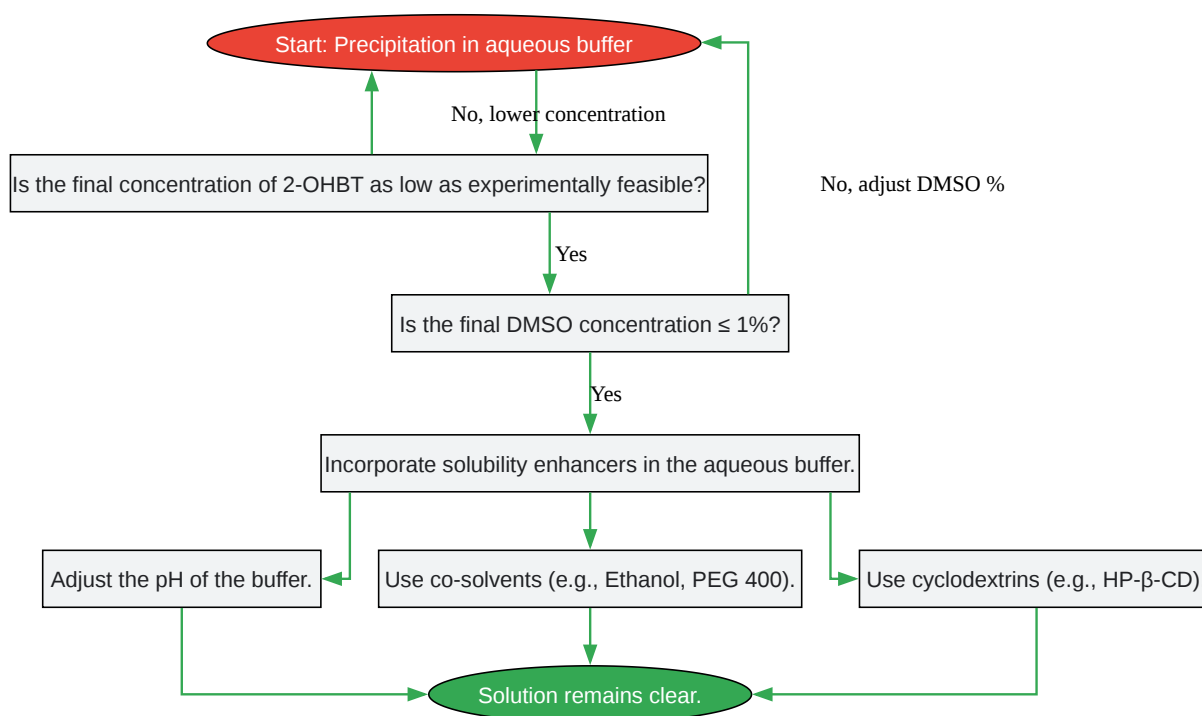 Start: Precipitation in aqueous buffer
No, lower concentration
Is the final concentration of 2-OHBT as low as experimentally feasible?
No, adjust DMSO %
Yes
Is the final DMSO concentration ≤ 1%?
Yes
Incorporate solubility enhancers in the aqueous buffer.
Adjust the pH of the buffer.
Use co-solvents (e.g., Ethanol, PEG 400).
Use cyclodextrins (e.g., HP-β-CD)
Solution remains clear.